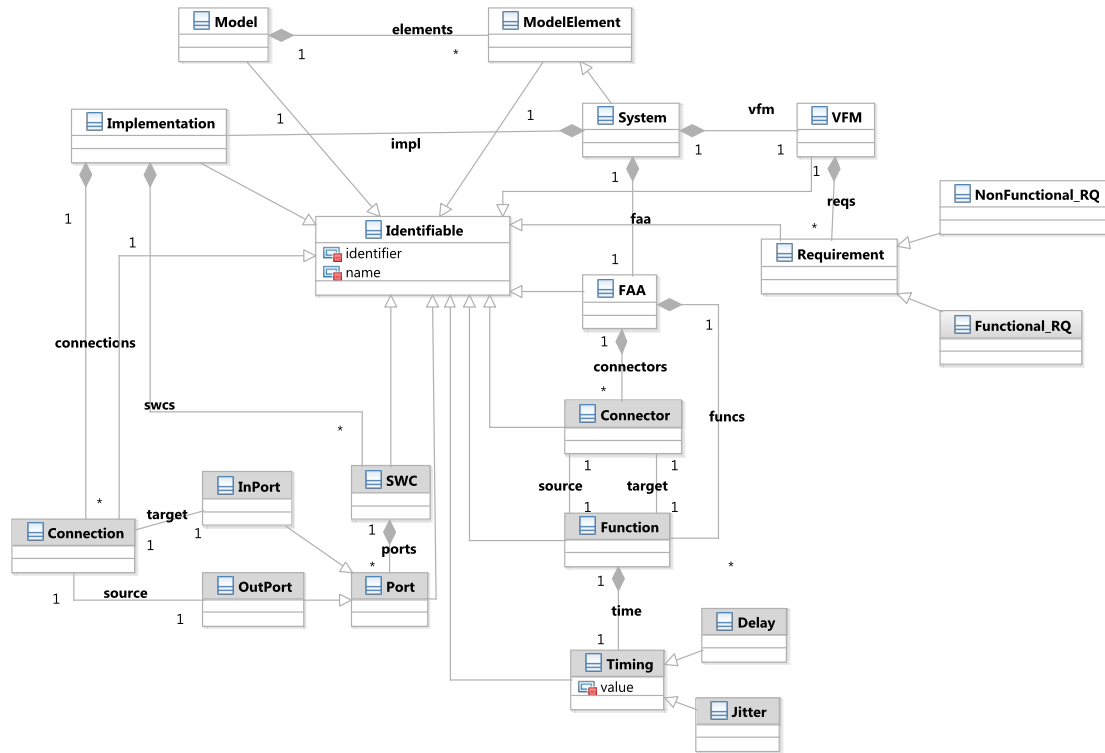 Model
elements
ModelElement
1
*
Implementation
1
1
System
vfm
VFM
impl
1
1
1
1
reqs
NonFunctional_RQ
1
1
Identifiable
faa
*
identifier
name
1
Requirement
FAA
connections
1
1
Functional_RQ
connectors
*
swcs
*
Connector
funcs
SWC
1
1
InPort
source
target
*
target
1
1
Connection
1
1
1
ports
Function
*
*
source
OutPort
Port
1
1
1
time
Delay
1
Timing
value
Jitter